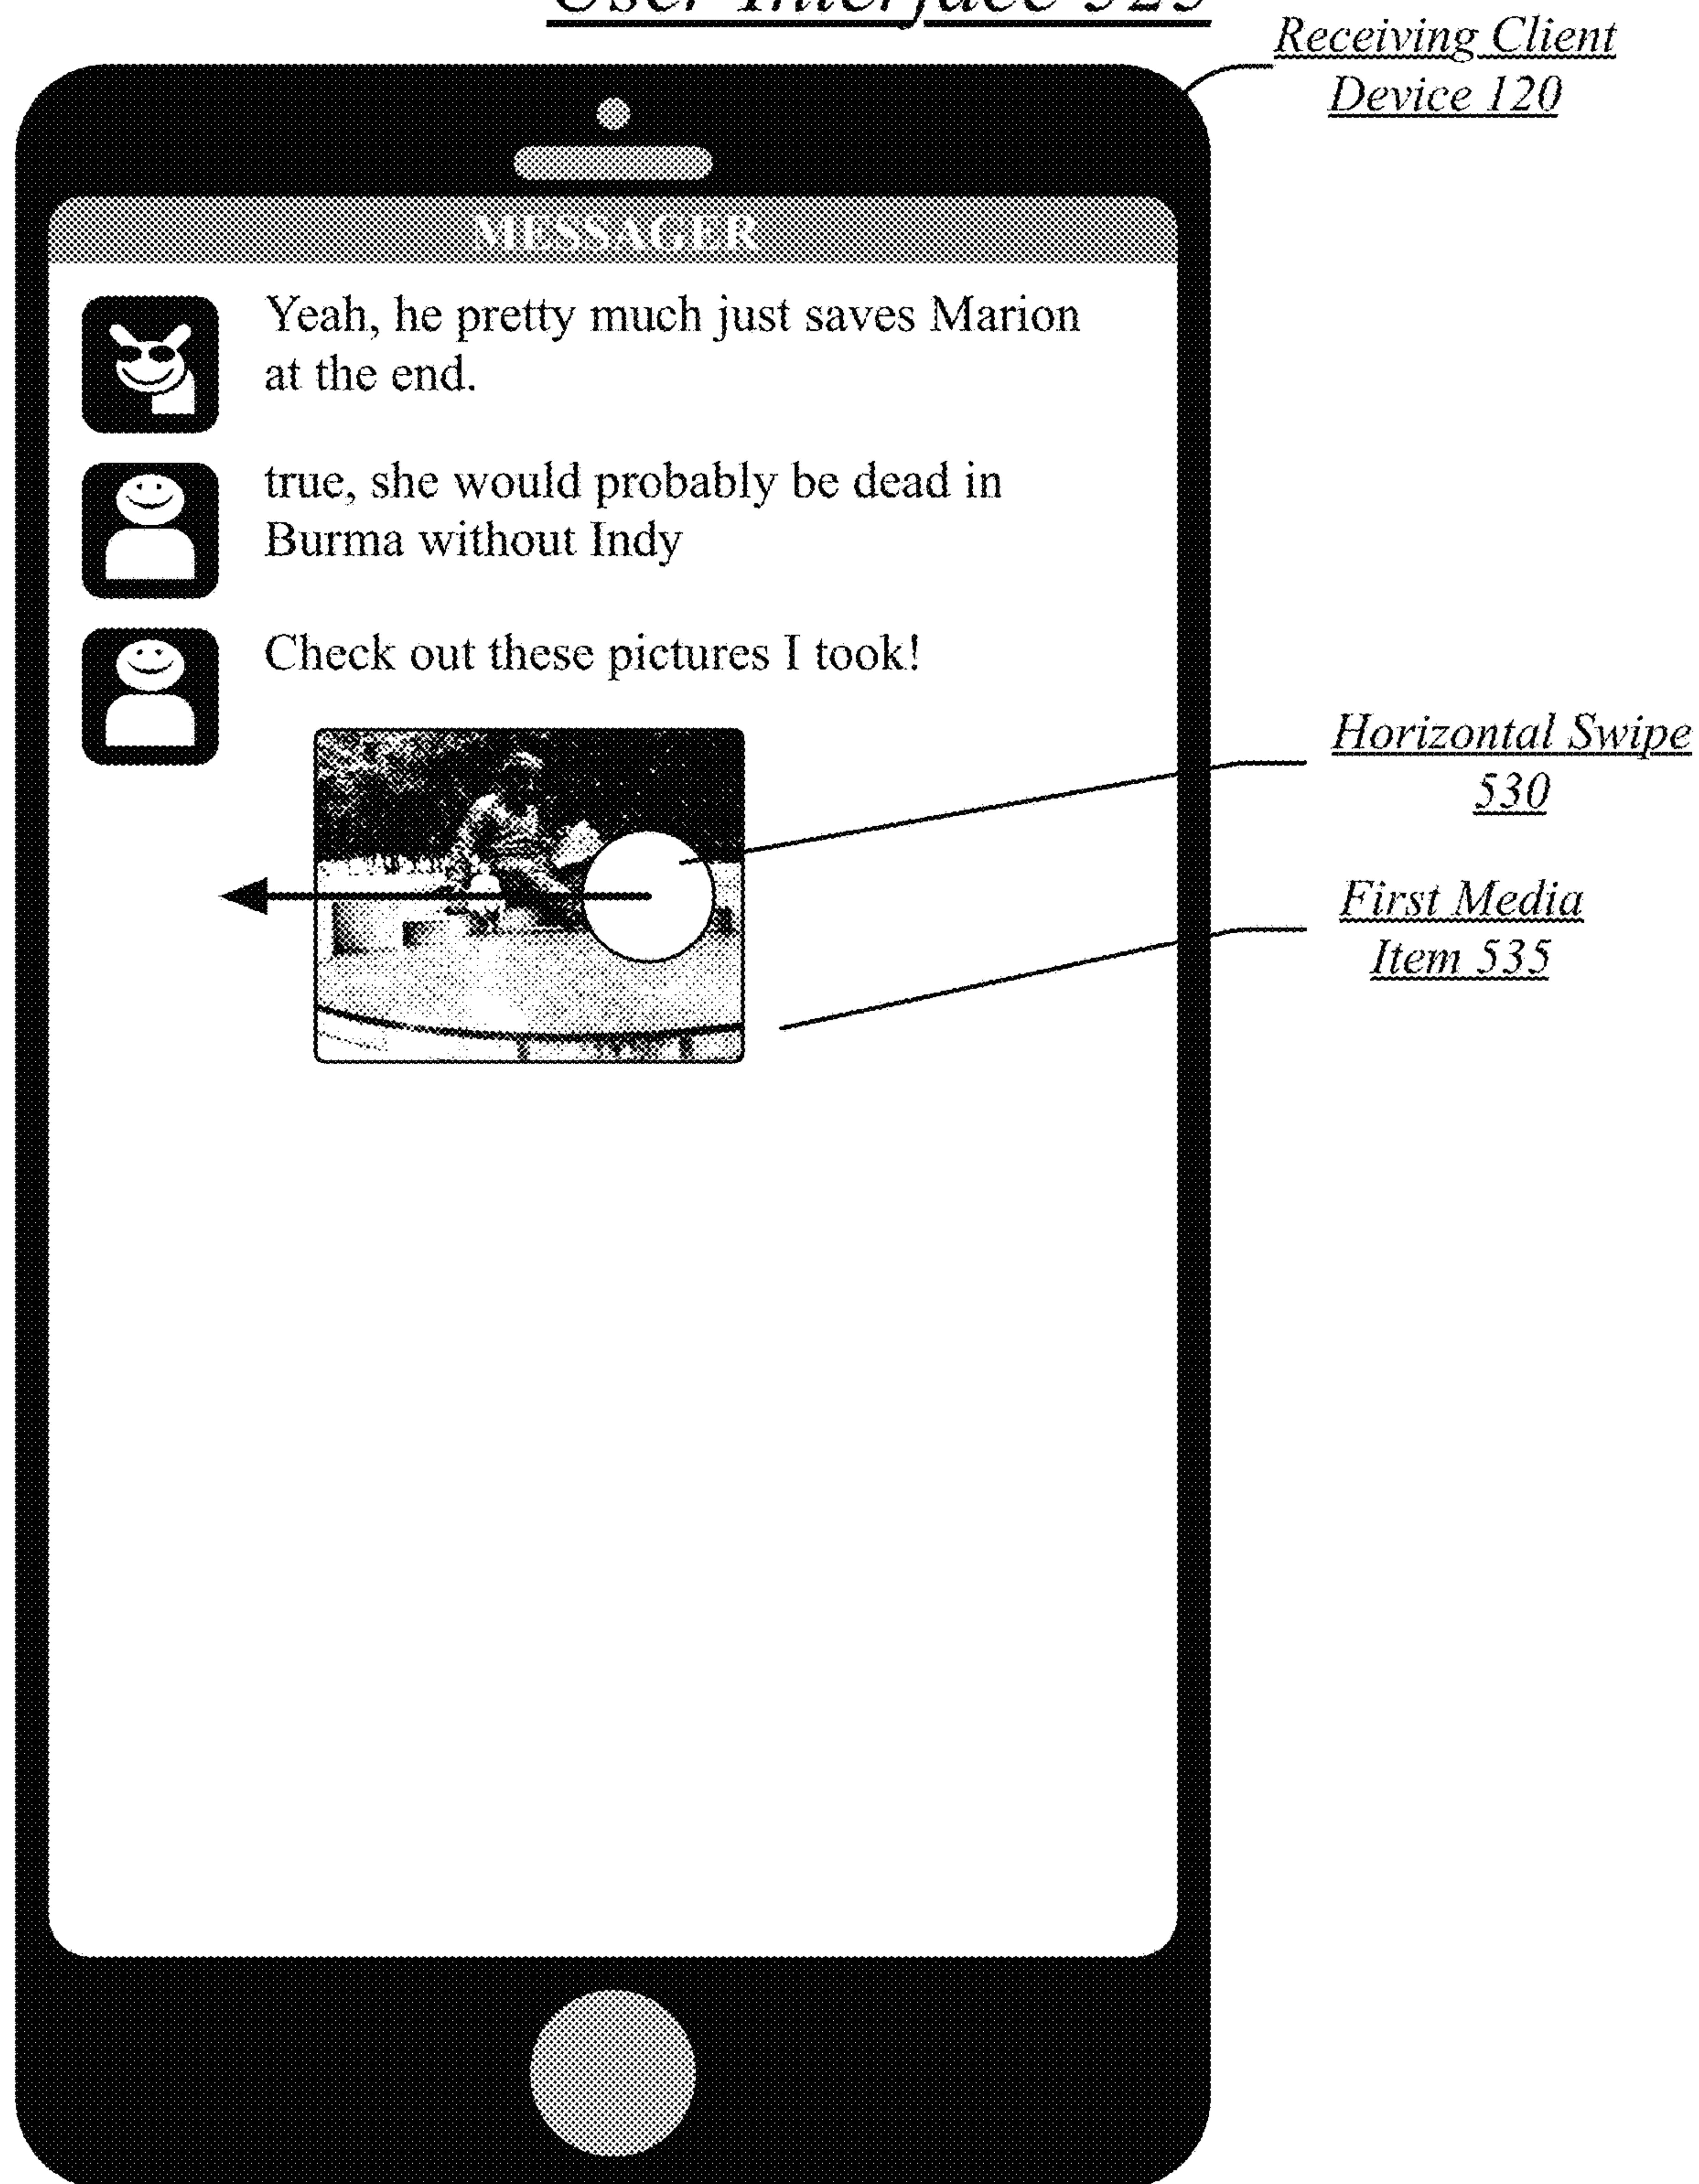 User Interface 525
Receiving Client
Device 120
MESSAGER
Yeah, he pretty much just saves Marion
at the end.
true, she would probably be dead in
Burma without Indy
Check out these pictures I took!
Horizontal Swipe
530
First Media
Item 535